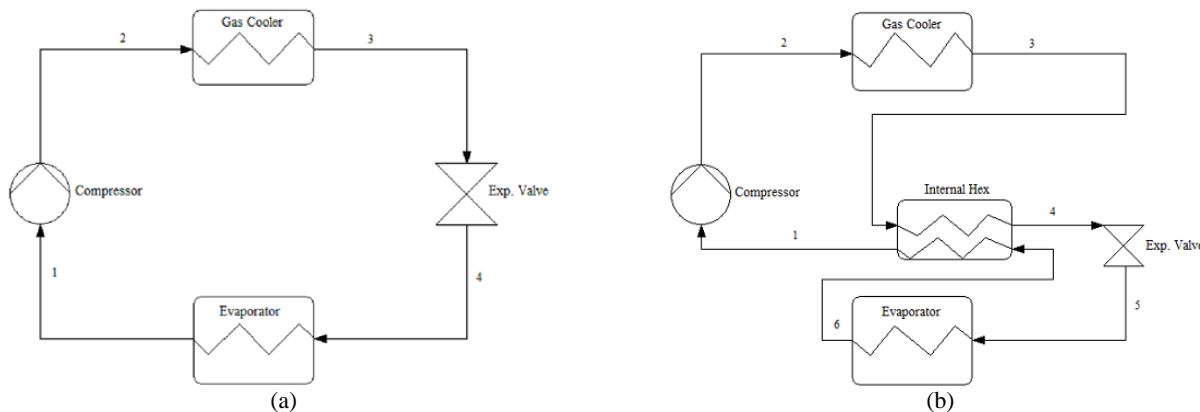 Gas Cooler
2
3
Compressor
Exp. Valve
1
4
Evaporator
(a)
Gas Cooler
2
3
Compressor
Internal Hex
4
1
Exp. Valve
5
6
Evaporator
(b)